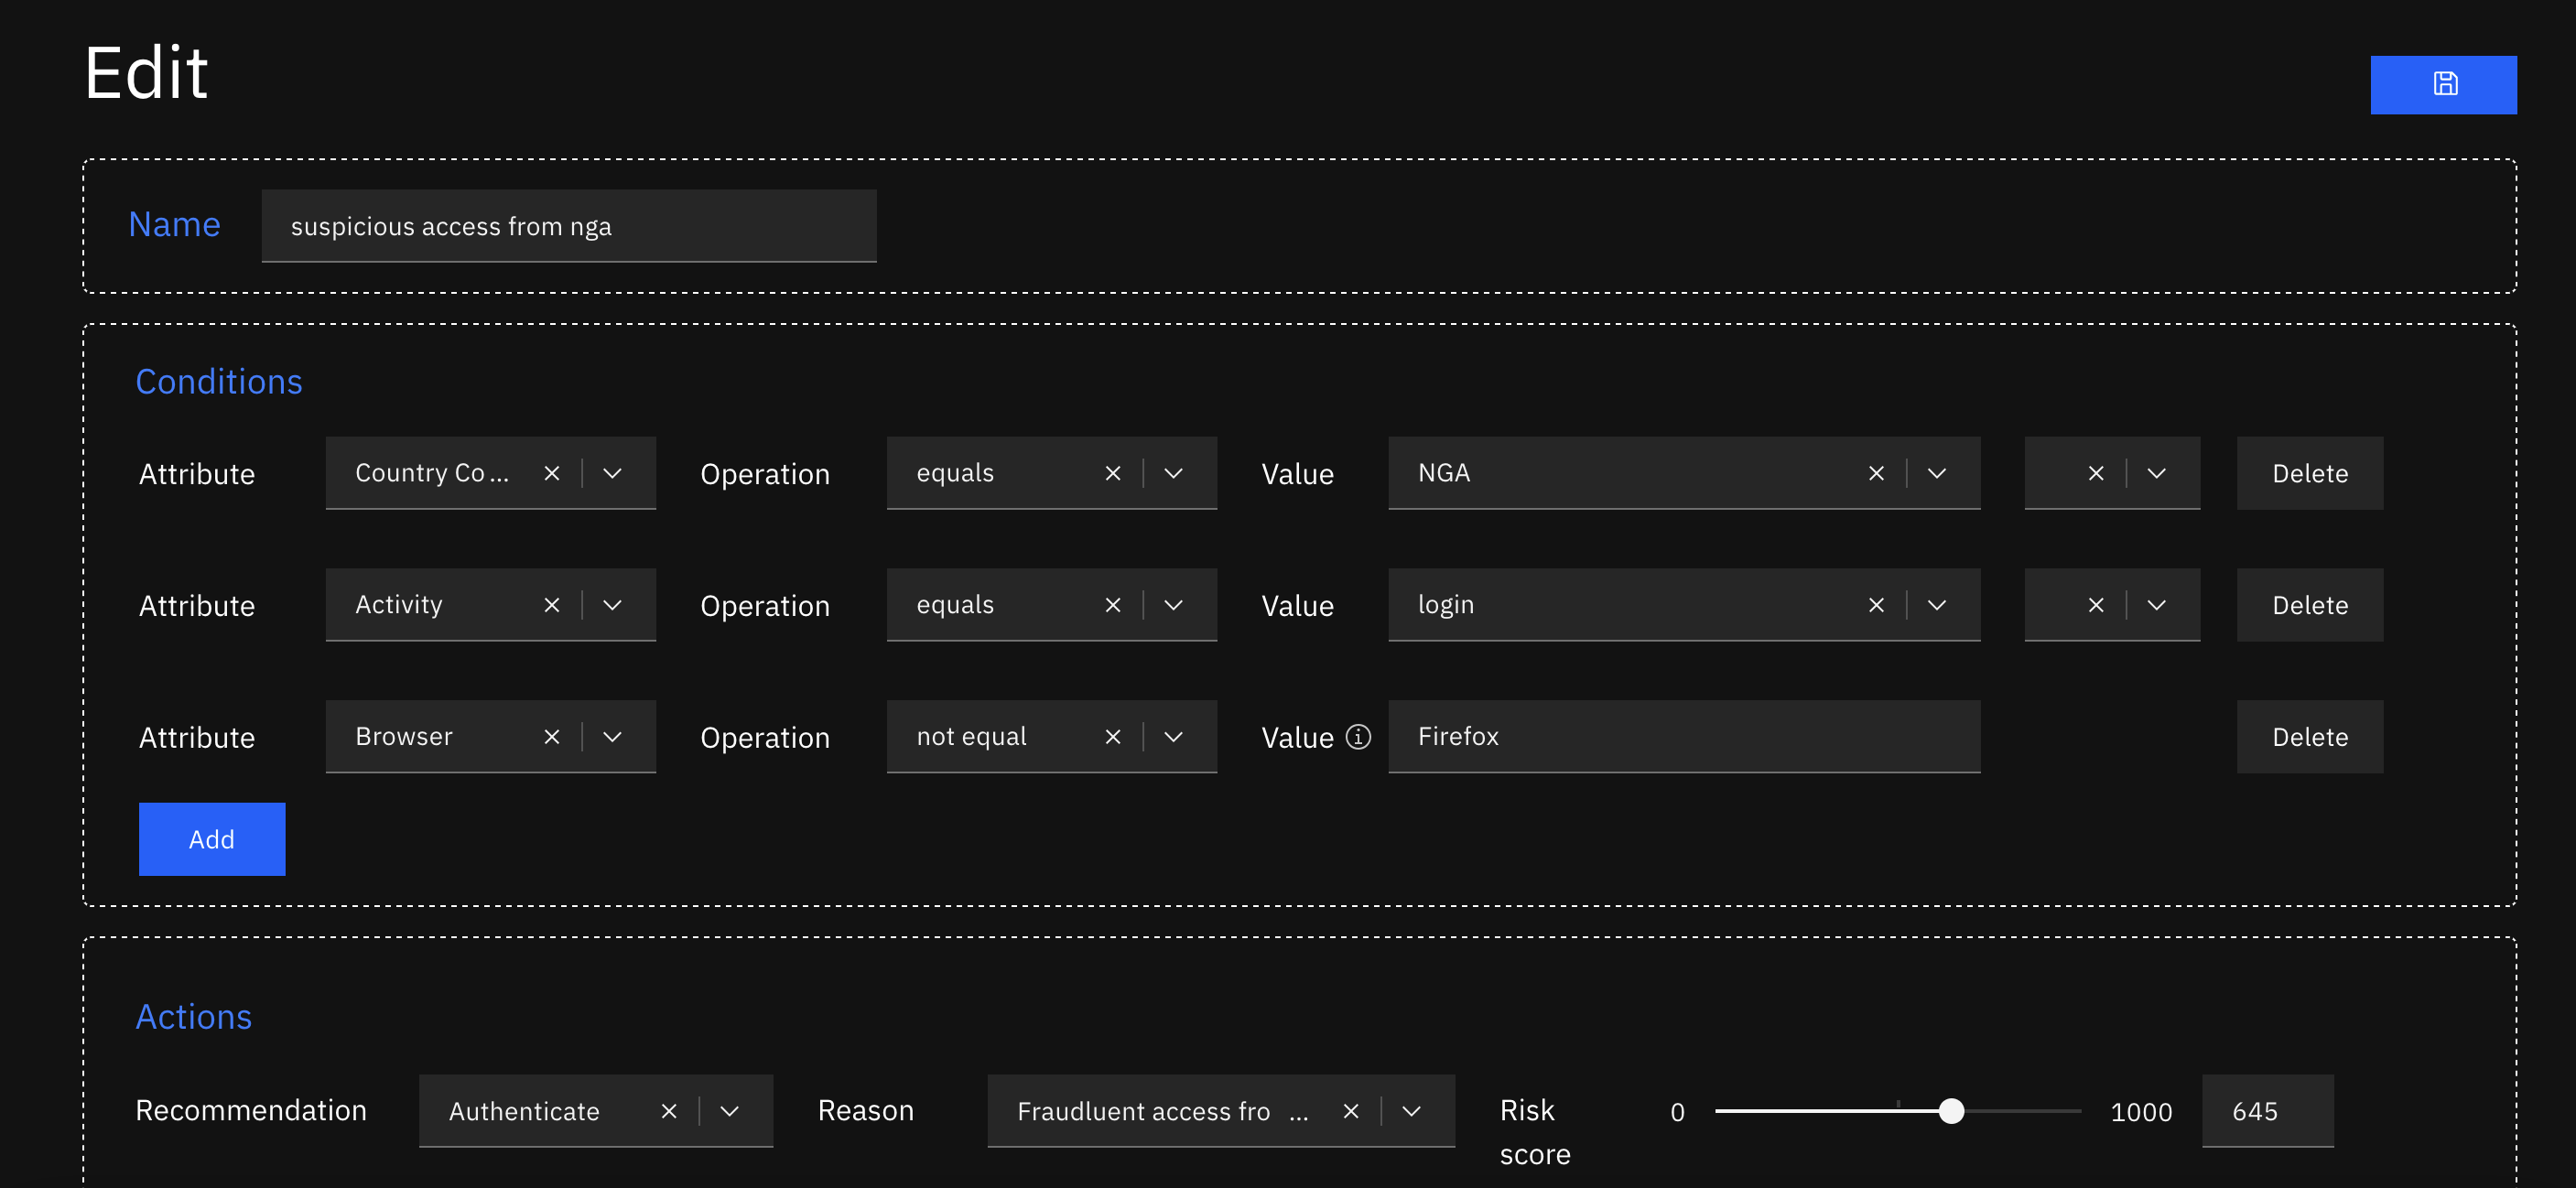 Edit
Name suspicious access from nga
Conditions
Attribute Country Co ... Operation equals Value NGA Delete
Attribute Activity Operation equals Value login Delete
Attribute Browser Operation not equal Value Firefox Delete
Add
Actions
Recommendation Authenticate Reason Fraudluent access fro ... Risk score 0 1000 645